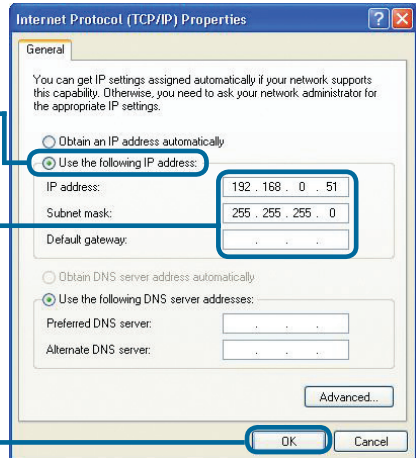 Internet Protocol (TCP/IP) Properties
General
You can get IP settings assigned automatically if your network supports
this capability. Otherwise, you need to ask your network administrator for
the appropriate IP settings.
Obtain an IP address automatically
Use the following IP address:
IP address: 192 . 168 . 0 . 51
Subnet mask: 255 . 255 . 255 . 0
Default gateway: . . .
Obtain DNS server address automatically
Use the following DNS server addresses:
Preferred DNS server: . . .
Alternate DNS server: . . .
Advanced...
OK Cancel